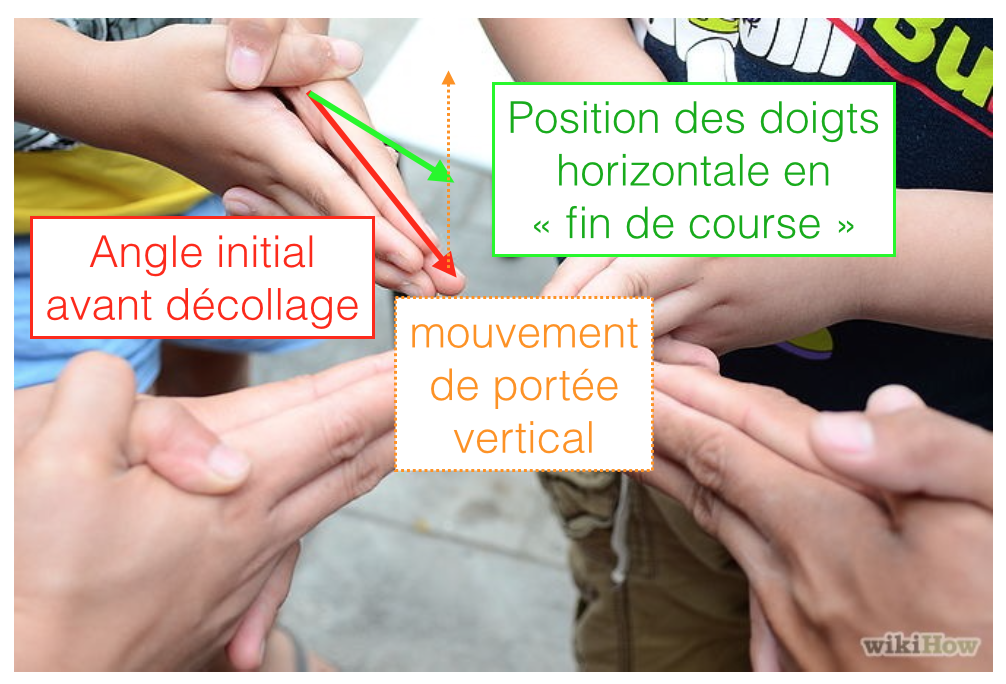 Position des doigts
horizontale en
« fin de course »
Angle initial
avant décollage
mouvement
de portée
vertical
wikiHow